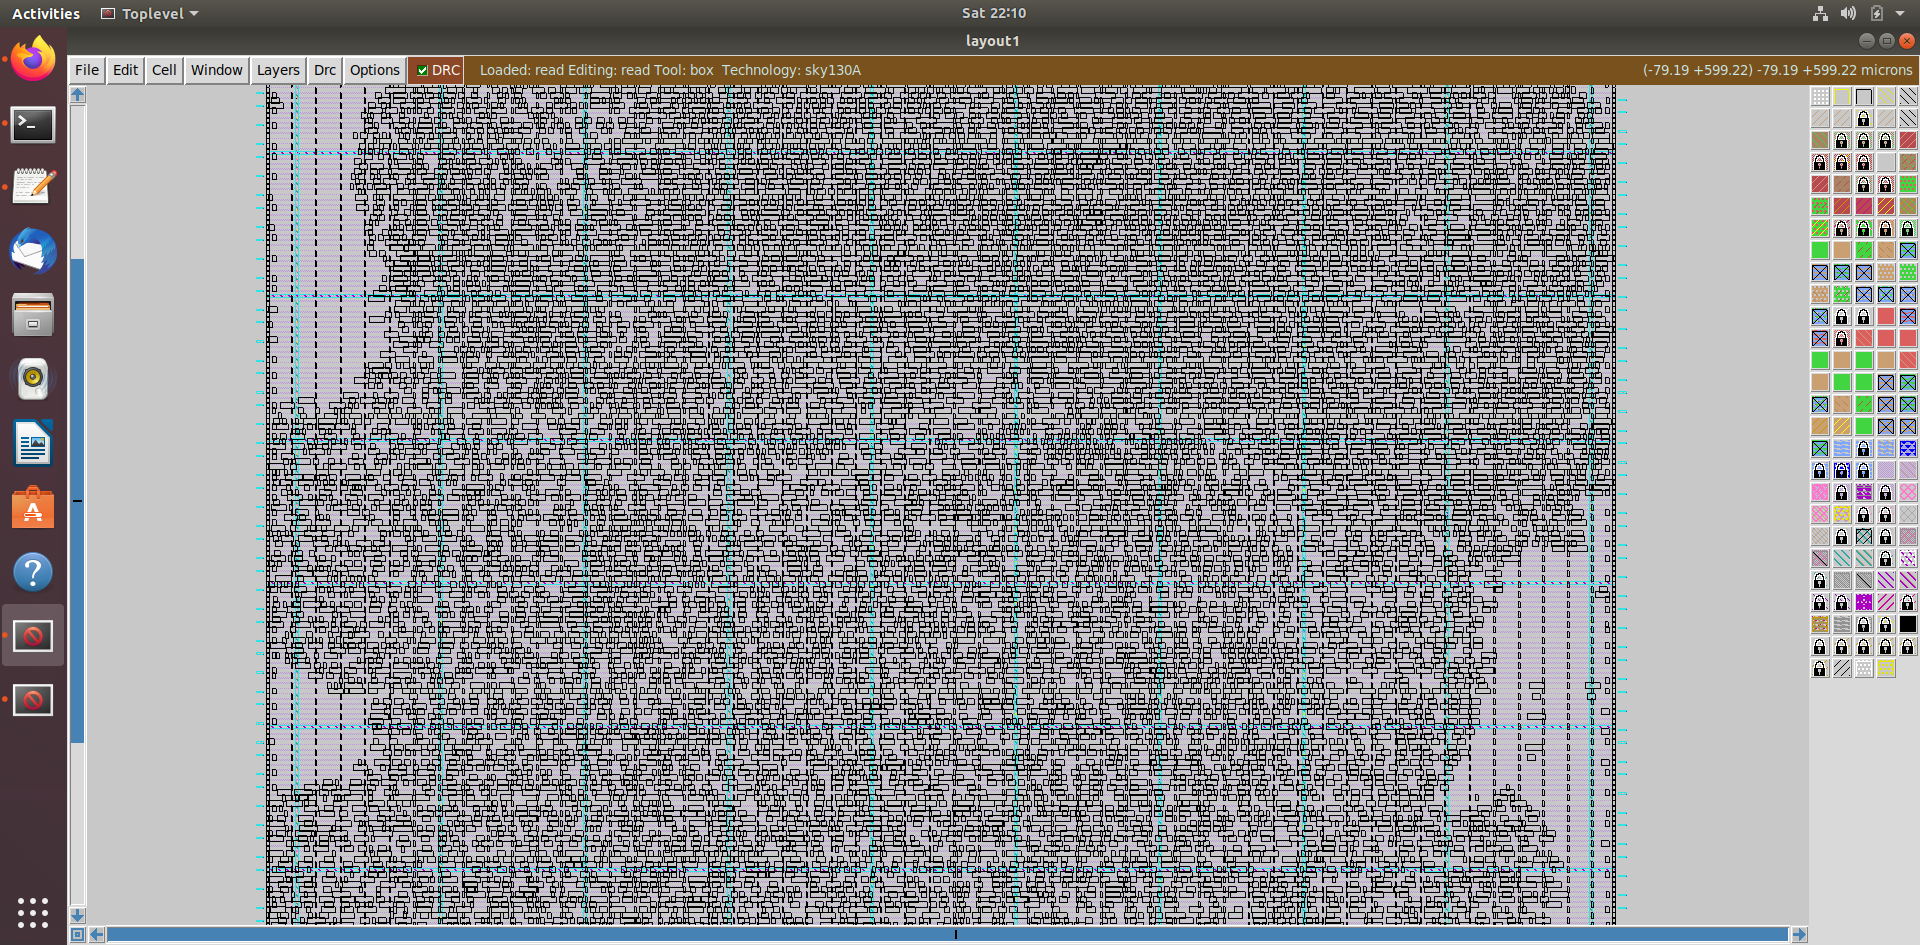 Activities Toplevel Sat 22:10
layout1
File Edit Cell Window Layers Drc Options DRC Loaded: read Editing: read Tool: box Technology: sky130A (-79.19 +599.22) -79.19 +599.22 microns